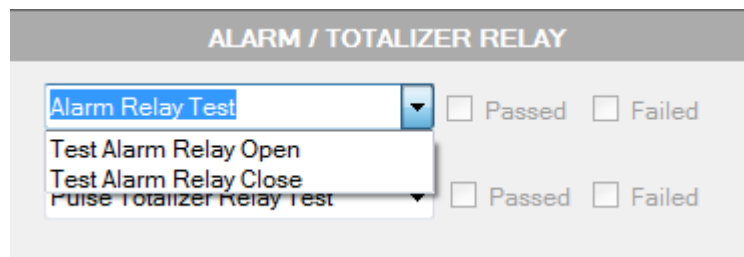 ALARM / TOTALIZER RELAY
Alarm Relay Test Passed Failed
Test Alarm Relay Open
Test Alarm Relay Close
Pulse Totalizer Relay Test Passed Failed